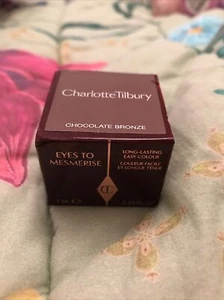 Charlotte Tilbury
CHOCOLATE BRONZE
EYES TO
MESMERISE
LONG-LASTING
EASY COLOUR
COULEUR FACILE
ET LONGUE TENUE